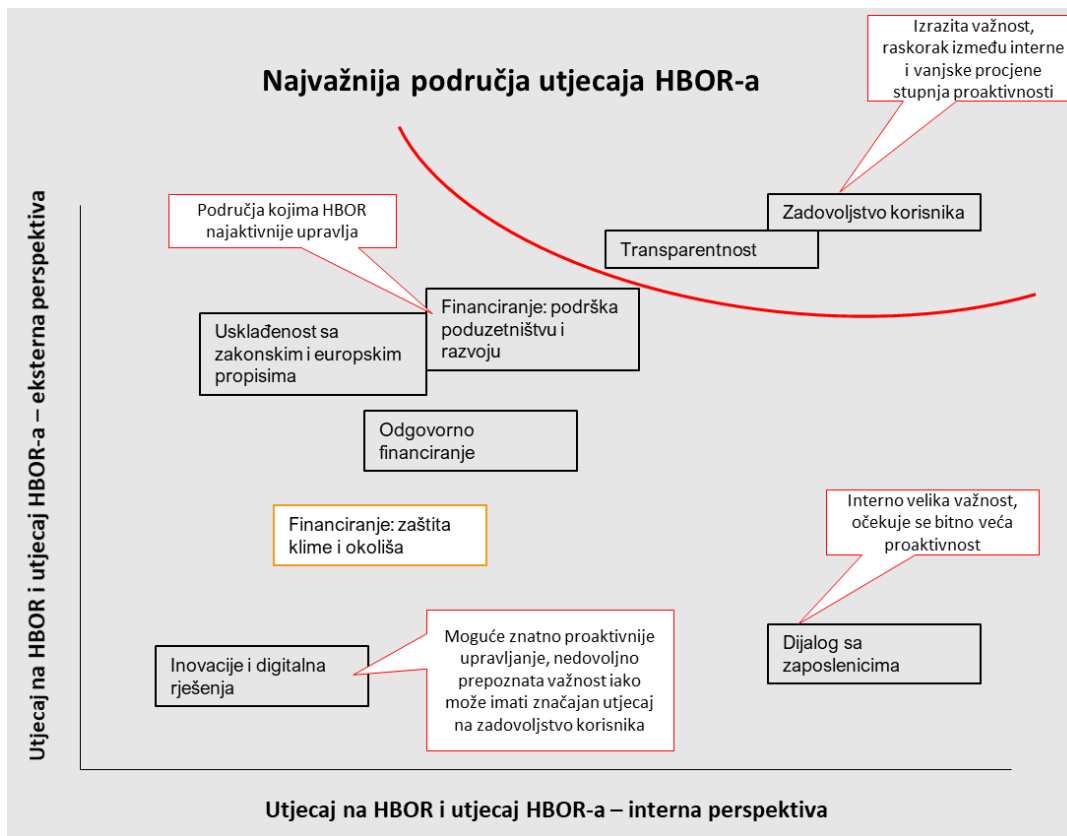 Izrazita važnost,
raskorak između interne
i vanjske procjene
stupnja proaktivnosti
Najvažnija područja utjecaja HBOR-a
Zadovoljstvo korisnika
Područja kojima HBOR
najaktivnije upravlja
Transparentnost
Financiranje: podrška
poduzetništvu i
razvoju
Usklađenost sa
zakonskim i europskim
propisima
Odgovorno
financiranje
Financiranje: zaštita
klime i okoliša
Interno velika važnost,
očekuje se bitno veća
proaktivnost
Inovacije i digitalna
rješenja
Moguće znatno proaktivnije
upravljanje, nedovoljno
prepoznata važnost iako
može imati značajan utjecaj
na zadovoljstvo korisnika
Dijalog sa
zaposlenicima
Utjecaj na HBOR i utjecaj HBOR-a – eksterna perspektiva
Utjecaj na HBOR i utjecaj HBOR-a – interna perspektiva